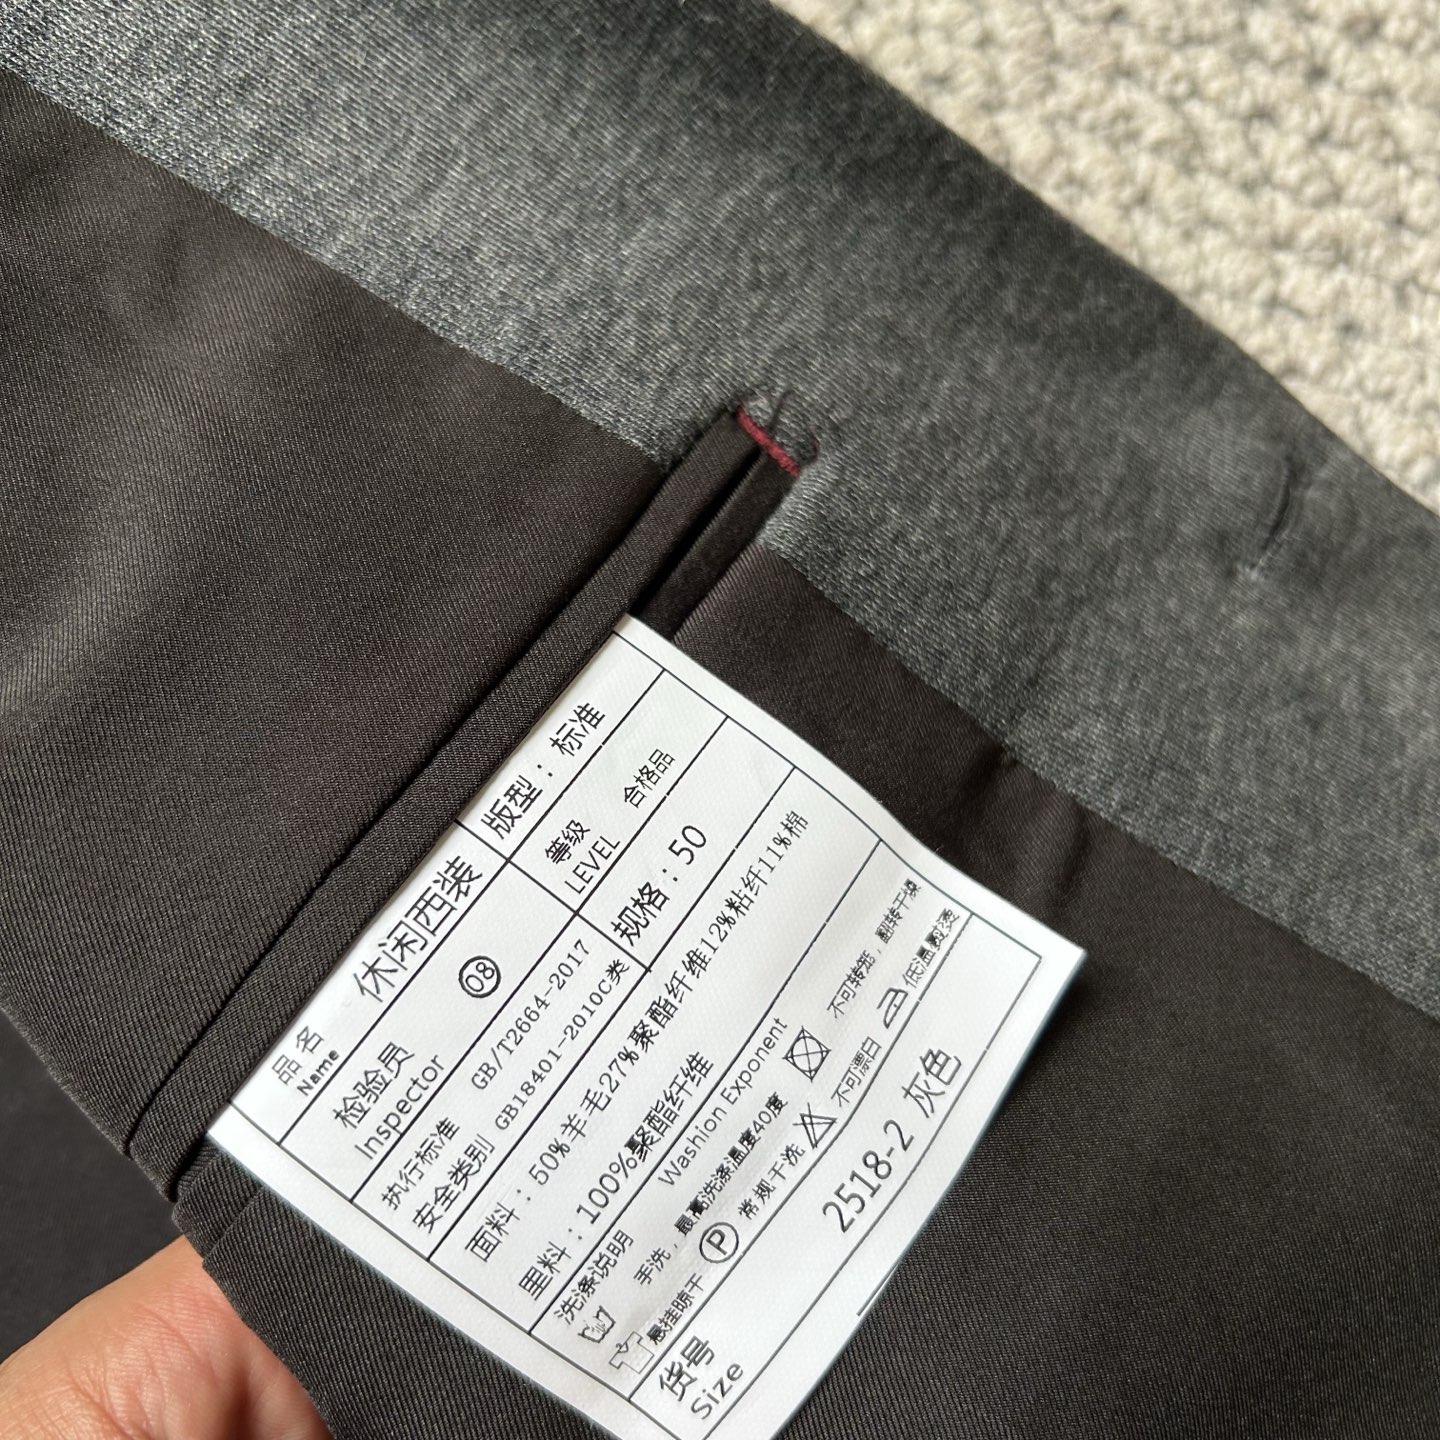 品名 休闲西装 版型：标准
Name
检验员 08 等级 合格品
Inspector LEVEL
执行标准 GB/T2664-2017 规格：50
安全类别 GB18401-2010C类
面料：50%羊毛27%聚酯纤维12%粘纤11%棉
里料：100%聚酯纤维
洗涤说明 Washion Exponent
手洗，最高洗涤温度40度 不可转笼，翻转干燥
悬挂晾干 P 常规干洗 不可漂白 低温熨烫
货号 2518-2 灰色
Size